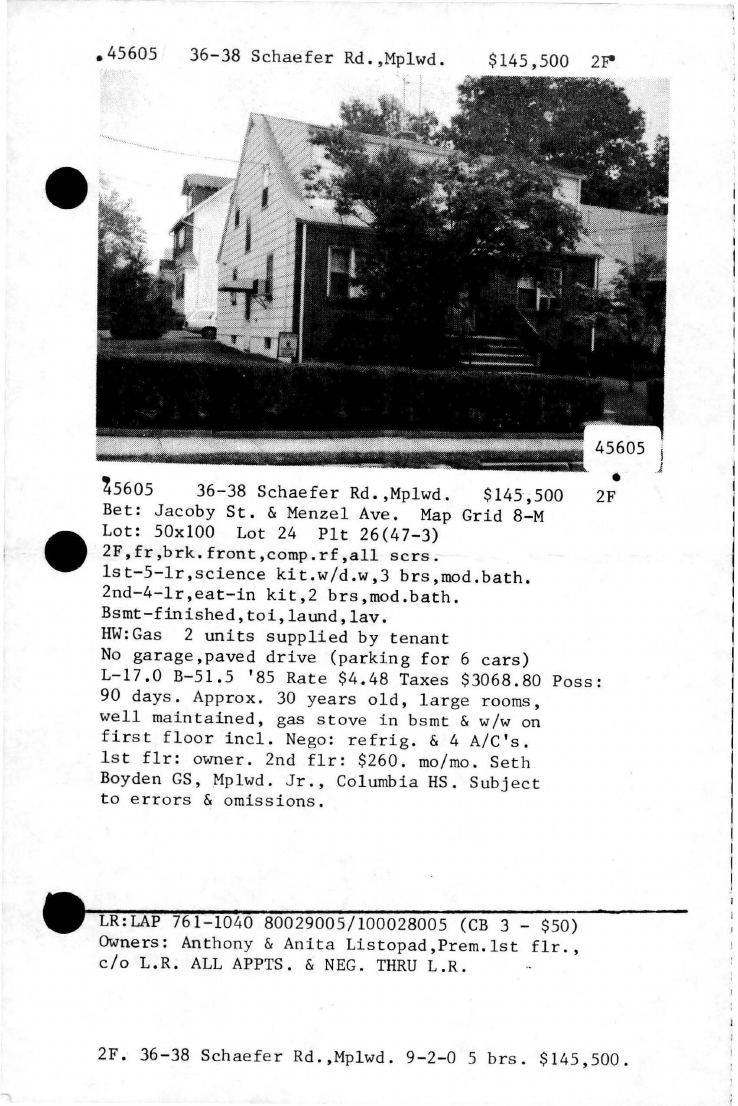 45605 36-38 Schaefer Rd.,Mplwd. $145,500 2F
45605
45605 36-38 Schaefer Rd.,Mplwd. $145,500 2F
Bet: Jacoby St. & Menzel Ave. Map Grid 8-M
Lot: 50x100 Lot 24 Plt 26(47-3)
2F,fr,brk.front,comp.rf,all scrs.
1st-5-lr,science kit.w/d.w,3 brs,mod.bath.
2nd-4-lr,eat-in kit,2 brs,mod.bath.
Bsmt-finished,toi,laund,lav.
HW:Gas 2 units supplied by tenant
No garage,paved drive (parking for 6 cars)
L-17.0 B-51.5 '85 Rate $4.48 Taxes $3068.80 Poss:
90 days. Approx. 30 years old, large rooms,
well maintained, gas stove in bsmt & w/w on
first floor incl. Nego: refrig. & 4 A/C's.
1st flr: owner. 2nd flr: $260. mo/mo. Seth
Boyden GS, Mplwd. Jr., Columbia HS. Subject
to errors & omissions.
LR:LAP 761-1040 80029005/100028005 (CB 3 - $50)
Owners: Anthony & Anita Listopad,Prem.1st flr.,
c/o L.R. ALL APPTS. & NEG. THRU L.R.
2F. 36-38 Schaefer Rd.,Mplwd. 9-2-0 5 brs. $145,500.